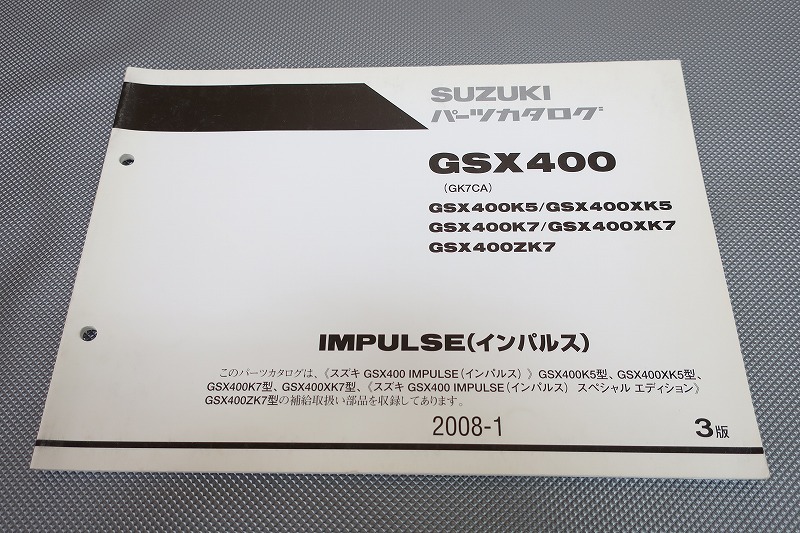 SUZUKI
パーツカタログ
GSX400
(GK7CA)
GSX400K5/GSX400XK5
GSX400K7/GSX400XK7
GSX400ZK7
IMPULSE(インパルス)
このパーツカタログは、《スズキ GSX400 IMPULSE(インパルス) 》 GSX400K5型、GSX400XK5型、
GSX400K7型、GSX400XK7型、《スズキ GSX400 IMPULSE(インパルス) スペシャル エディション》
GSX400ZK7型の補給取扱い部品を収録してあります。
2008-1 3版